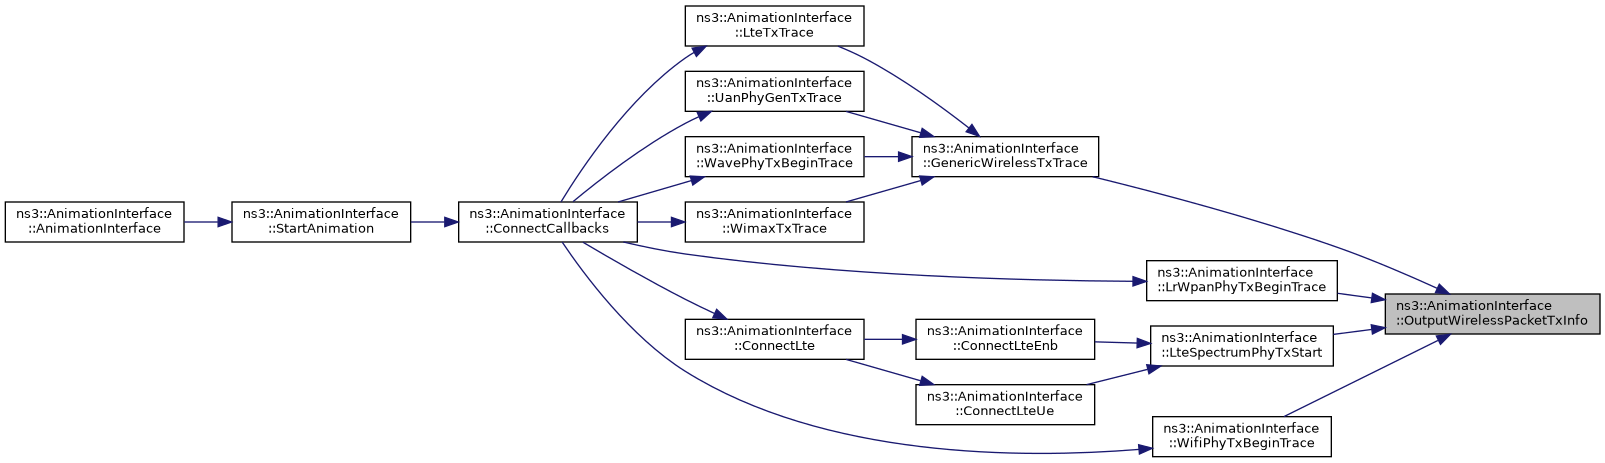 ns3::AnimationInterface
::LteTxTrace
ns3::AnimationInterface
::UanPhyGenTxTrace
ns3::AnimationInterface
::WavePhyTxBeginTrace
ns3::AnimationInterface
::GenericWirelessTxTrace
ns3::AnimationInterface
::AnimationInterface
ns3::AnimationInterface
::StartAnimation
ns3::AnimationInterface
::ConnectCallbacks
ns3::AnimationInterface
::WimaxTxTrace
ns3::AnimationInterface
::LrWpanPhyTxBeginTrace
ns3::AnimationInterface
::OutputWirelessPacketTxInfo
ns3::AnimationInterface
::ConnectLte
ns3::AnimationInterface
::ConnectLteEnb
ns3::AnimationInterface
::LteSpectrumPhyTxStart
ns3::AnimationInterface
::ConnectLteUe
ns3::AnimationInterface
::WifiPhyTxBeginTrace